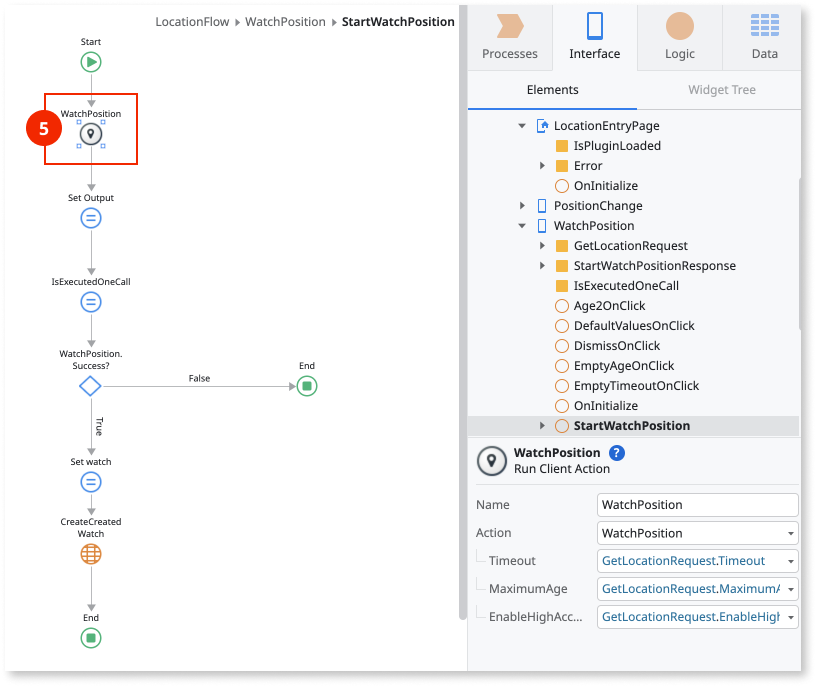 LocationFlow ▸ WatchPosition ▸ StartWatchPosition
Start
WatchPosition
5
Set Output
IsExecutedOneCall
WatchPosition.
Success?
False
End
True
Set watch
CreateCreated
Watch
End
Processes
Interface
Logic
Data
Elements
Widget Tree
LocationEntryPage
IsPluginLoaded
Error
OnInitialize
PositionChange
WatchPosition
GetLocationRequest
StartWatchPositionResponse
IsExecutedOneCall
Age2OnClick
DefaultValuesOnClick
DismissOnClick
EmptyAgeOnClick
EmptyTimeoutOnClick
OnInitialize
StartWatchPosition
WatchPosition ?
Run Client Action
Name WatchPosition
Action WatchPosition
Timeout GetLocationRequest.Timeout
MaximumAge GetLocationRequest.MaximumA
EnableHighAcc... GetLocationRequest.EnableHigh